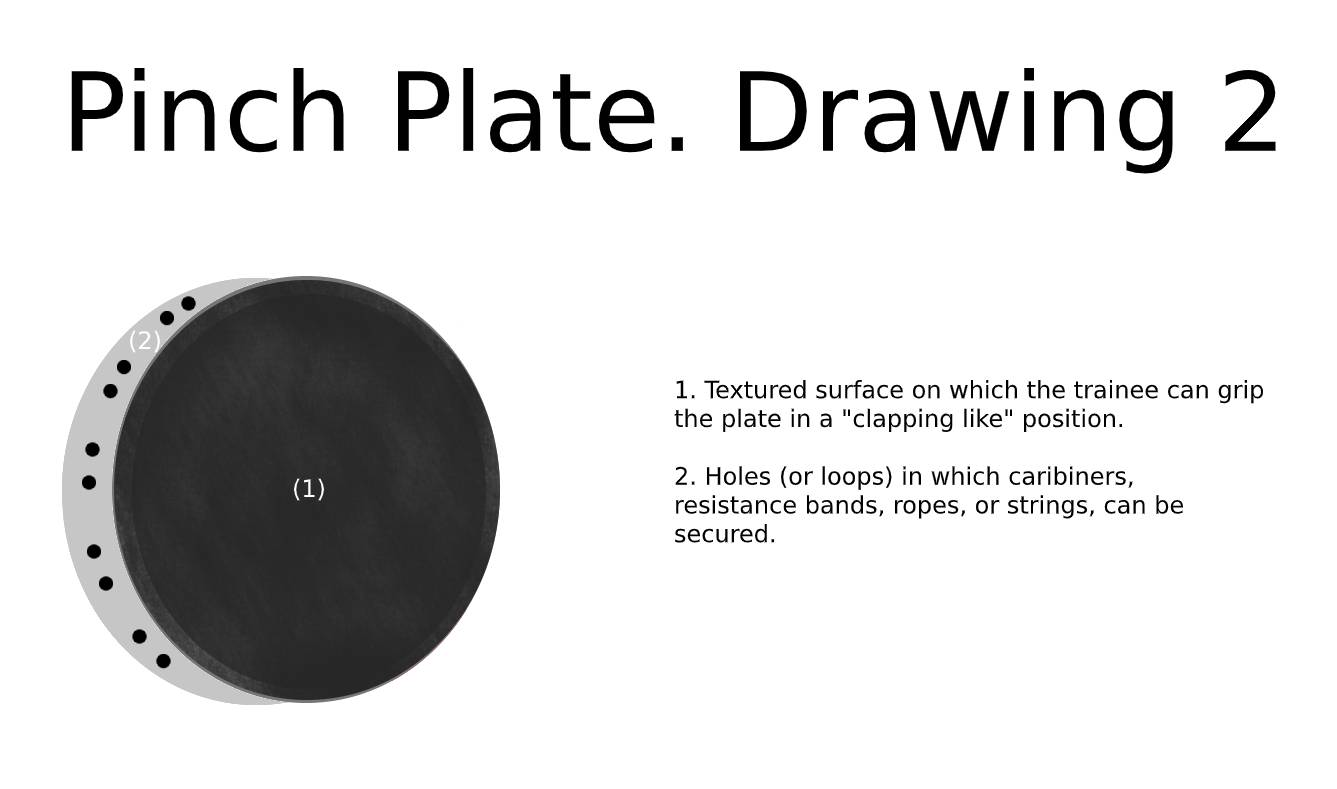 Pinch Plate. Drawing 2
(2)
(1)
1. Textured surface on which the trainee can grip
the plate in a "clapping like" position.
2. Holes (or loops) in which caribiners,
resistance bands, ropes, or strings, can be
secured.